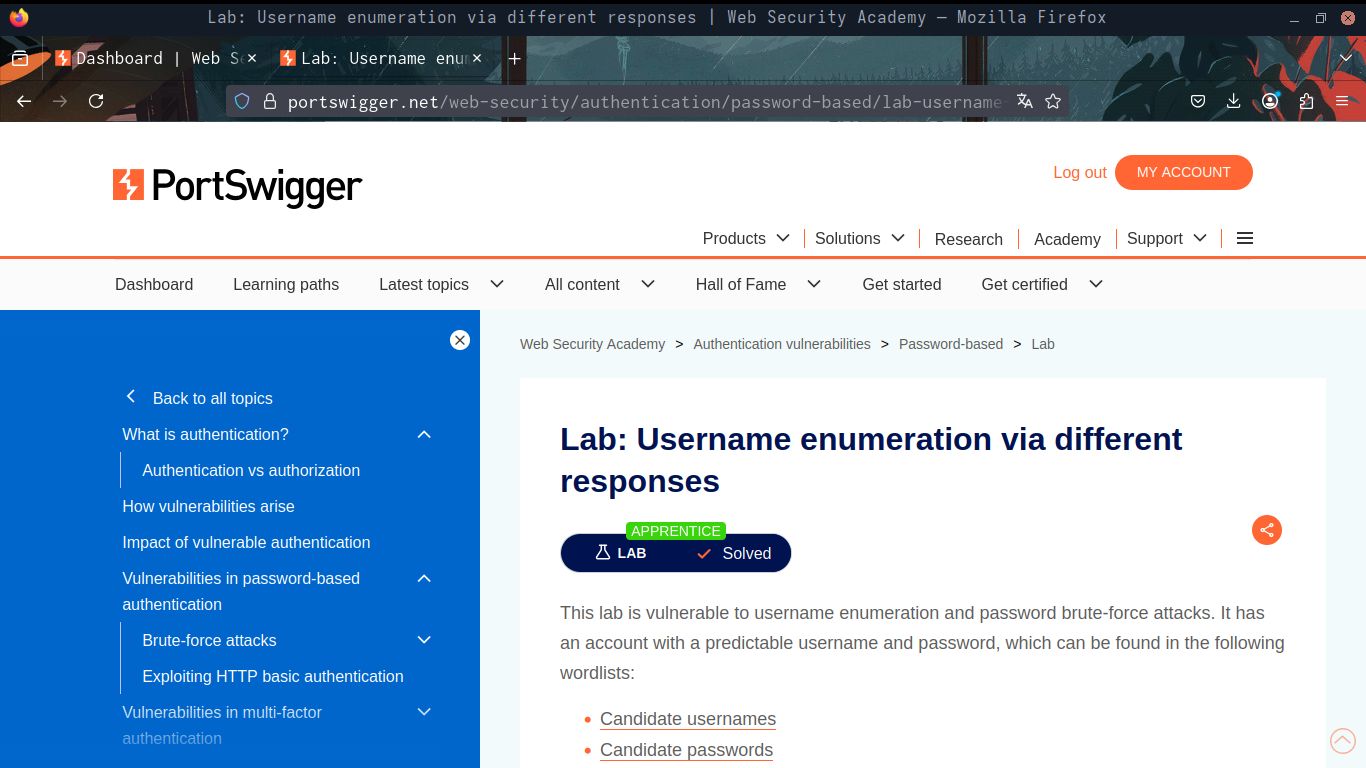 Lab: Username enumeration via different responses | Web Security Academy — Mozilla Firefox
Dashboard | Web S
Lab: Username enu
portswigger.net/web-security/authentication/password-based/lab-username-
PortSwigger
Log out
MY ACCOUNT
Products
Solutions
Research
Academy
Support
Dashboard
Learning paths
Latest topics
All content
Hall of Fame
Get started
Get certified
Web Security Academy > Authentication vulnerabilities > Password-based > Lab
Back to all topics
What is authentication?
Authentication vs authorization
How vulnerabilities arise
Impact of vulnerable authentication
Vulnerabilities in password-based
authentication
Brute-force attacks
Exploiting HTTP basic authentication
Vulnerabilities in multi-factor
authentication
Lab: Username enumeration via different
responses
APPRENTICE
LAB
Solved
This lab is vulnerable to username enumeration and password brute-force attacks. It has
an account with a predictable username and password, which can be found in the following
wordlists:
• Candidate usernames
• Candidate passwords